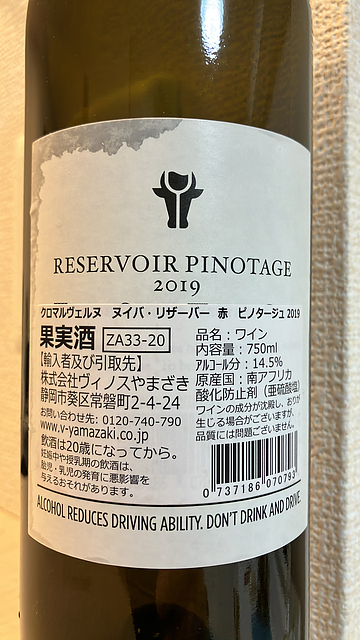 RESERVOIR PINOTAGE
2019
クロマルヴェルヌ ヌイバ・リザーバー 赤 ピノタージュ 2019
果実酒 ZA33-20
【輸入者及び引取先】
株式会社ヴィノスやまざき
静岡市葵区常磐町2-4-24
お問い合わせ先: 0120-740-790
www.v-yamazaki.co.jp
飲酒は20歳になってから。
妊娠中や授乳期の飲酒は、
胎児・乳児の発育に悪影響を
与えるおそれがあります。
品名：ワイン
内容量：750ml
アルコール分：14.5%
原産国：南アフリカ
酸化防止剤（亜硫酸塩）
ワインの成分が沈殿し、おりが
生じる場合がございますが、
品質には問題ございません。
0 737186 070793
ALCOHOL REDUCES DRIVING ABILITY. DON'T DRINK AND DRIVE.